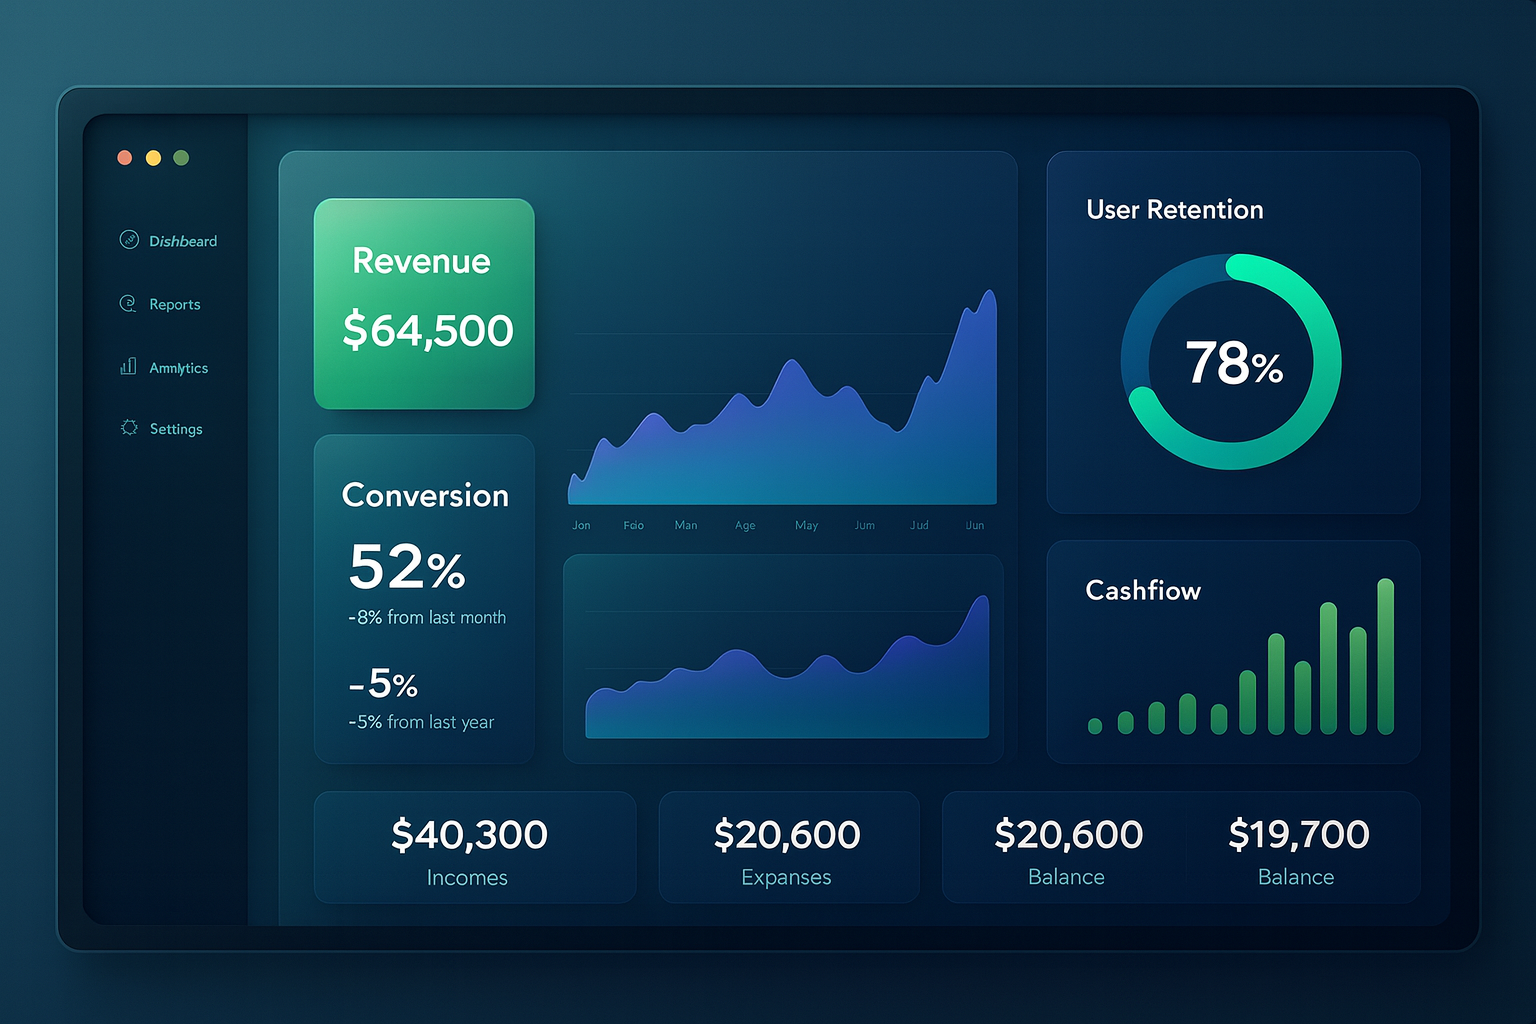 Dishbeard
Reports
Amnlytics
Settings
Revenue
$64,500
Conversion
52%
-8% from last month
-5%
-5% from last year
Jon Fcio Man Age May Jum Jud Jun
User Retention
78%
Cashfiow
$40,300
Incomes
$20,600
Expanses
$20,600
Balance
$19,700
Balance